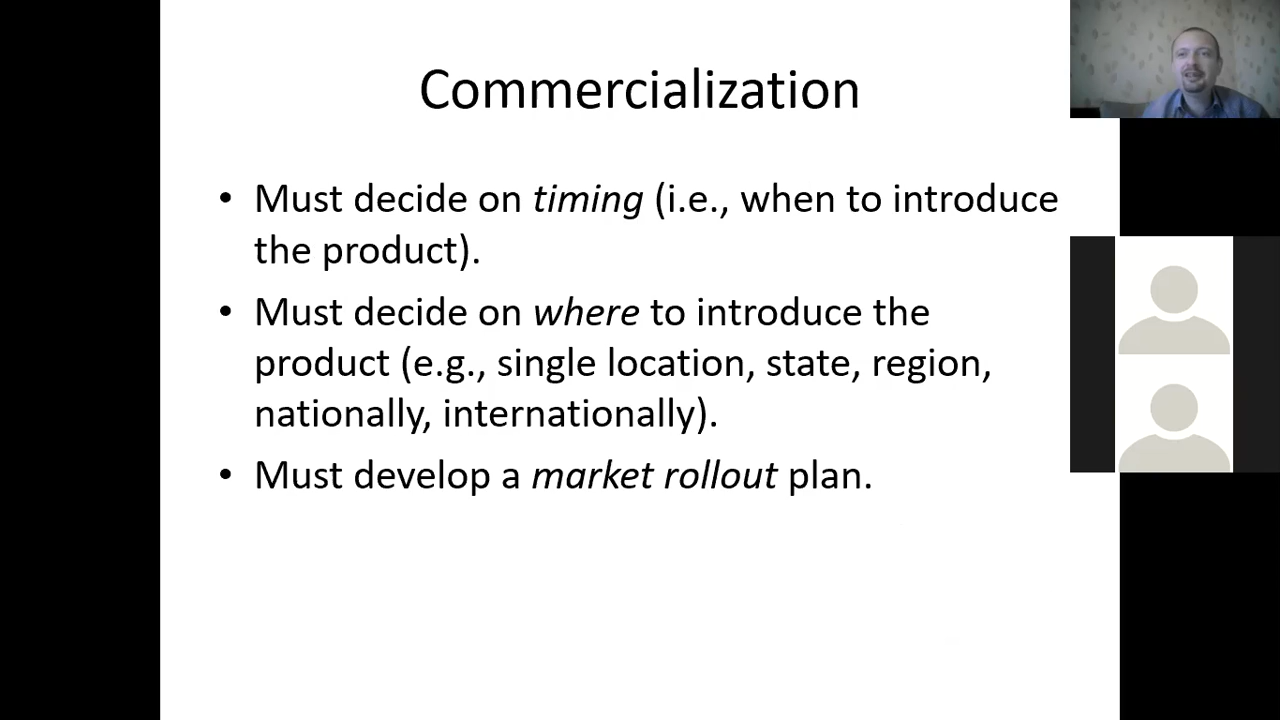 Commercialization
• Must decide on timing (i.e., when to introduce
the product).
• Must decide on where to introduce the
product (e.g., single location, state, region,
nationally, internationally).
• Must develop a market rollout plan.